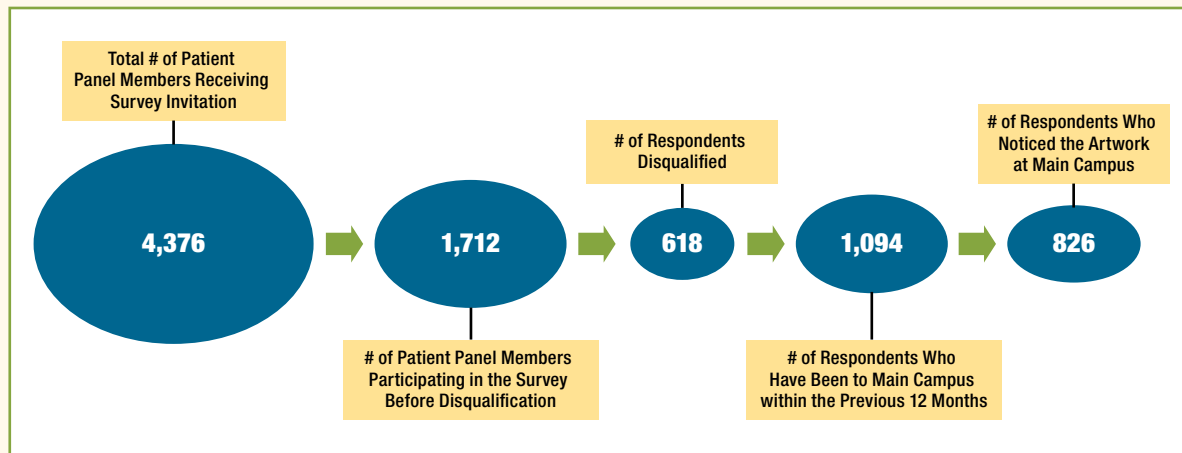 Total # of Patient
Panel Members Receiving
Survey Invitation
4,376
1,712
# of Patient Panel Members
Participating in the Survey
Before Disqualification
# of Respondents
Disqualified
618
1,094
# of Respondents Who
Have Been to Main Campus
within the Previous 12 Months
# of Respondents Who
Noticed the Artwork
at Main Campus
826